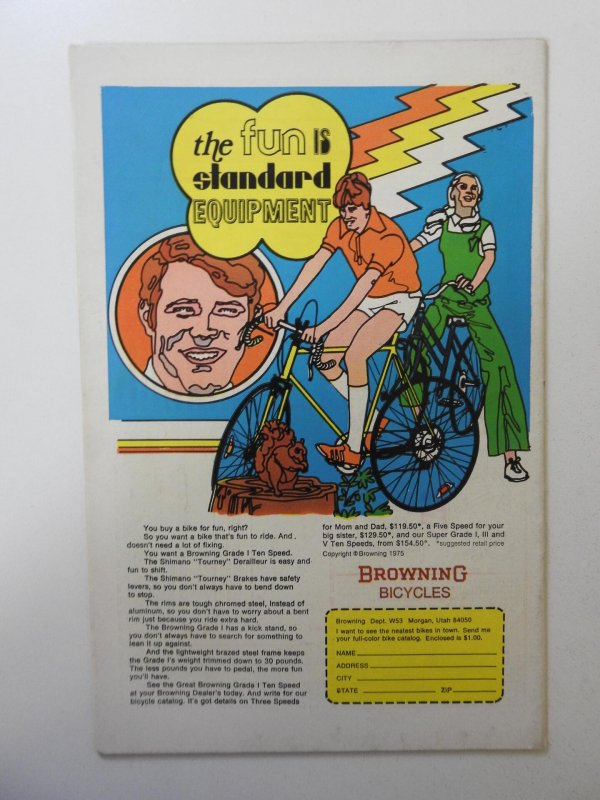 the fun IS
standard
EQUIPMENT
You buy a bike for fun, right?
So you want a bike that's fun to ride. And
doesn't need a lot of fixing.
You want a Browning Grade I Ten Speed.
The Shimano "Tourney" Derailleur is easy and
fun to shift.
The Shimano "Tourney" Brakes have safety
levers, so you don't always have to bend down
to stop.
The rims are tough chromed steel, instead of
aluminum, so you don't have to worry about a bent
rim just because you ride extra hard.
The Browning Grade I has a kick stand, so
you don't always have to search for something to
lean it up against.
And the lightweight brazed steel frame keeps
the Grade I's weight trimmed down to 30 pounds.
The less pounds you have to pedal, the more fun
you'll have.
See the Great Browning Grade I Ten Speed
at your Browning Dealer's today. And write for our
bicycle catalog. It's got details on Three Speeds
for Mom and Dad, $119.50*, a Five Speed for your
big sister, $129.50*, and our Super Grade I, III and
V Ten Speeds, from $154.50*. *suggested retail price
Copyright © Browning 1975
BROWNING
BICYCLES
Browning Dept. W53 Morgan, Utah 84050
I want to see the neatest bikes in town. Send me
your full-color bike catalog. Enclosed is $1.00.
NAME
ADDRESS
CITY
STATE ZIP